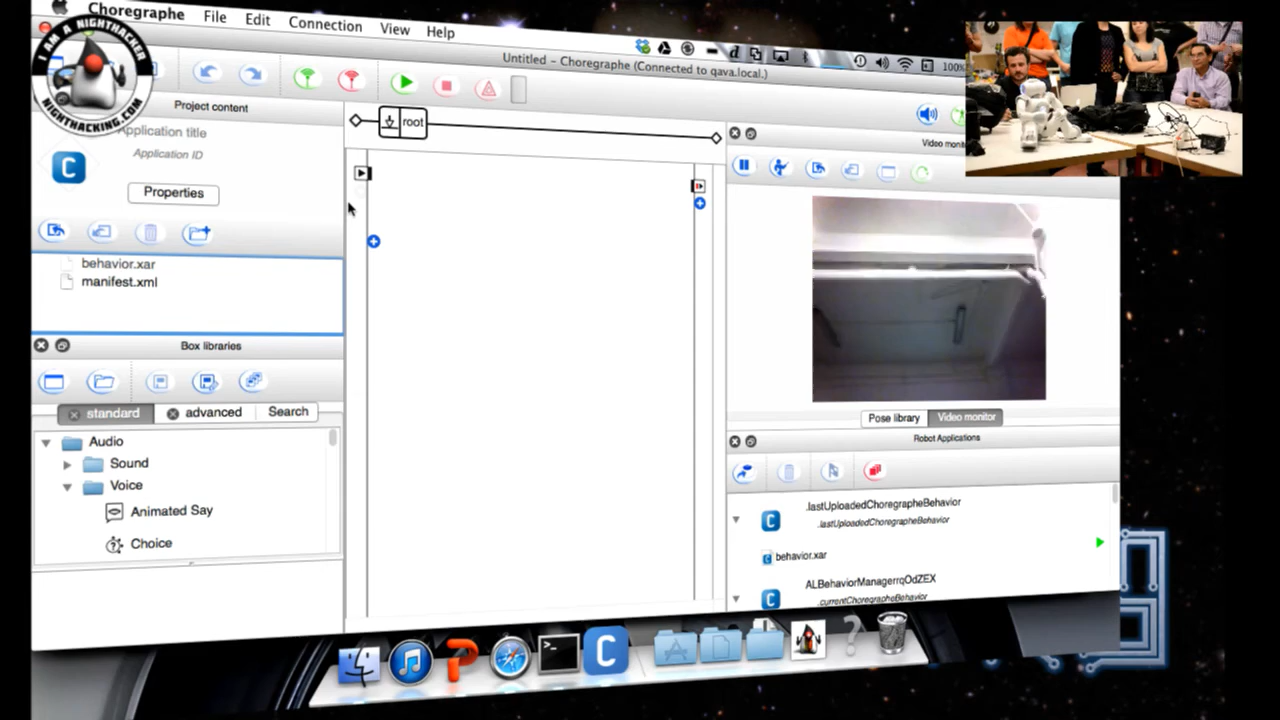 Choregraphe File Edit Connection View Help
100%
Untitled - Choregraphe (Connected to qava.local.)
I AM A NIGHTHACKER
NIGHTHACKING.COM
Project content
Application title
Application ID
Properties
behavior.xar
manifest.xml
Box libraries
standard advanced Search
Audio
Sound
Voice
Animated Say
Choice
root
Video monit
Pose library Video monitor
Robot Applications
.lastUploadedChoregrapheBehavior
.lastUploadedChoregrapheBehavior
behavior.xar
ALBehaviorManagerrqOdZEX
.currentChoregrapheBehavior